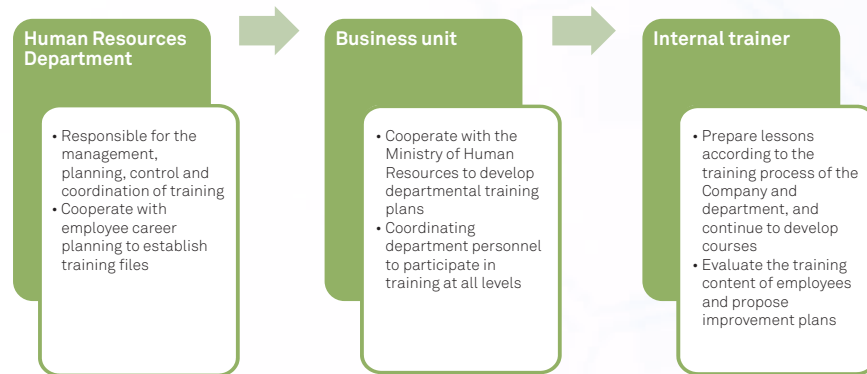 Human Resources
Department
• Responsible for the
management,
planning, control and
coordination of training
• Cooperate with
employee career
planning to establish
training files
Business unit
• Cooperate with the
Ministry of Human
Resources to develop
departmental training
plans
• Coordinating
department personnel
to participate in
training at all levels
Internal trainer
• Prepare lessons
according to the
training process of the
Company and
department, and
continue to develop
courses
• Evaluate the training
content of employees
and propose
improvement plans